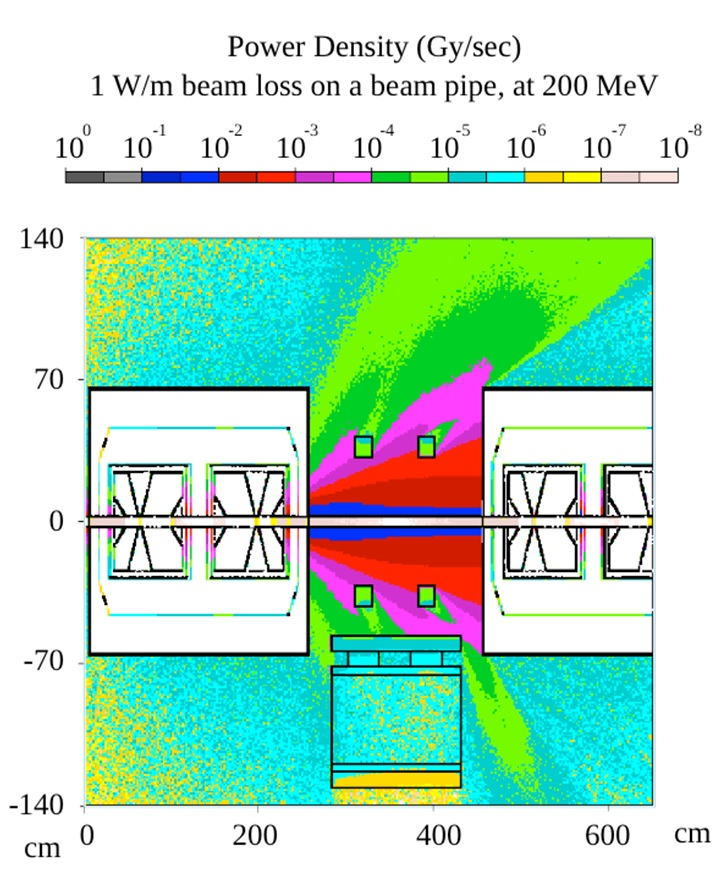 Power Density (Gy/sec)
1 W/m beam loss on a beam pipe, at 200 MeV
10^0 10^-1 10^-2 10^-3 10^-4 10^-5 10^-6 10^-7 10^-8
140
70
0
-70
-140
0 200 400 600 cm
cm